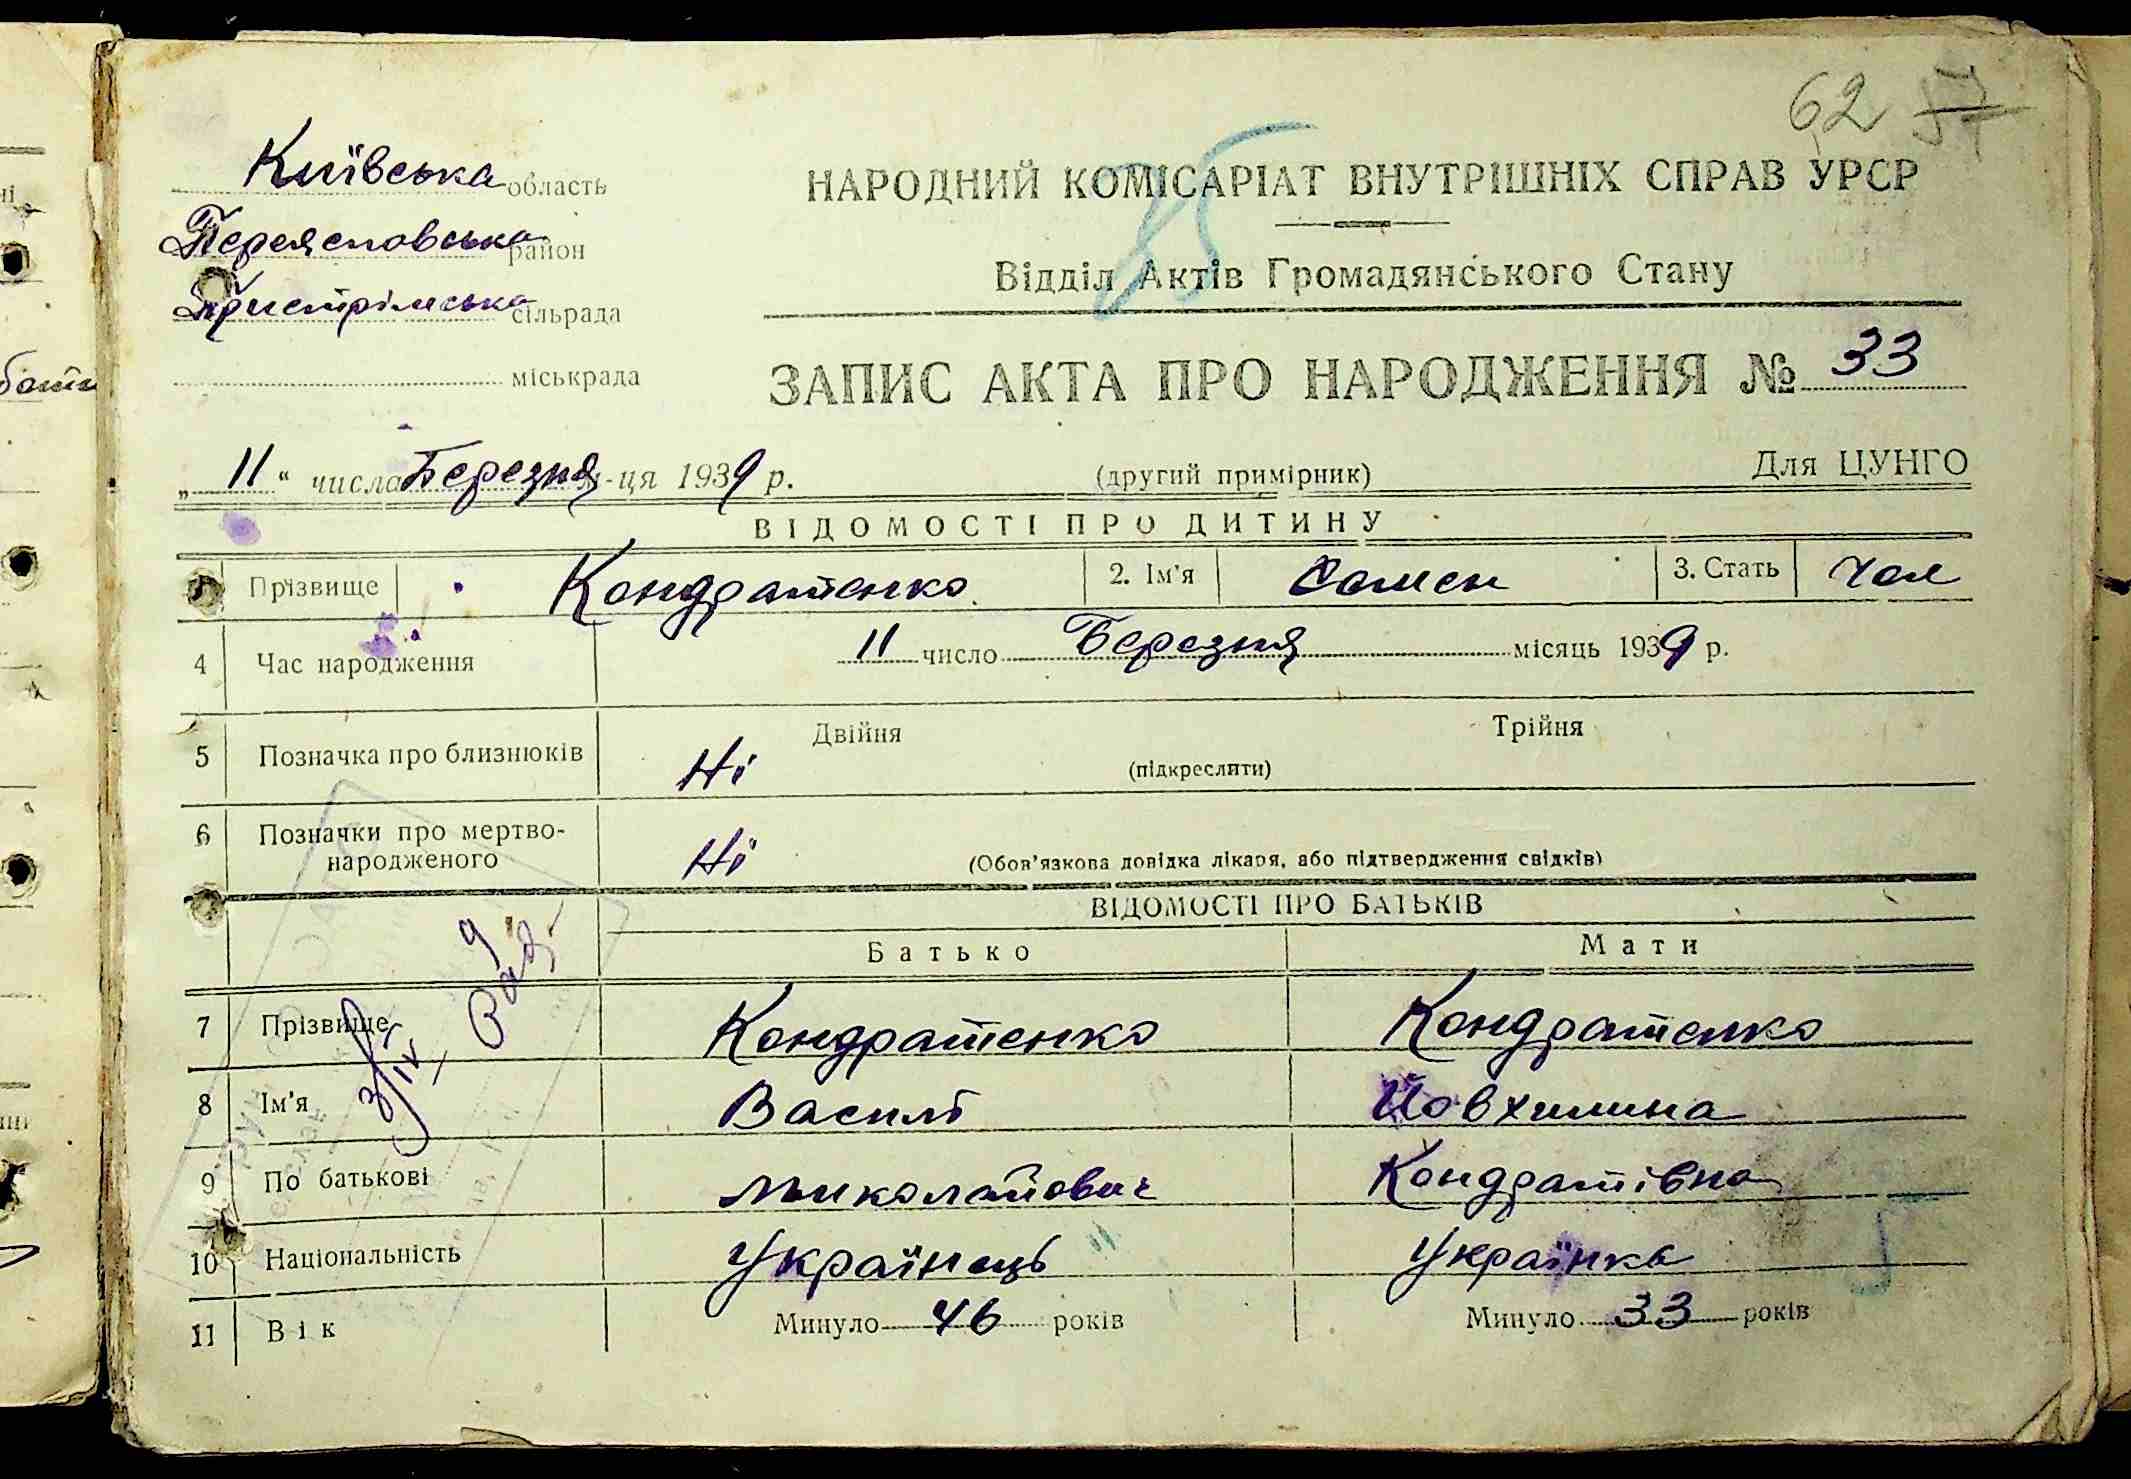 62 57
Київська область
Переяславська район
Пристрімська сільрада
міськрада
НАРОДНИЙ КОМІСАРІАТ ВНУТРІШНІХ СПРАВ УРСР
85
Відділ Актів Громадянського Стану
ЗАПИС АКТА ПРО НАРОДЖЕННЯ № 33
„11“ числа Березня м-ця 1939 р.
(другий примірник)
Для ЦУНГО
ВІДОМОСТІ ПРО ДИТИНУ
1 Прізвище Кондратенко 2. Ім'я Семен 3. Стать Чол
4 Час народження 11 число Березня місяць 1939 р.
5 Позначка про близнюків Ні Двійня (підкреслити) Трійня
6 Позначки про мертво-
народженого Ні (Обов'язкова довідка лікаря, або підтвердження свідків)
ВІДОМОСТІ ПРО БАТЬКІВ
Батько Мати
7 Прізвище Кондратенко Кондратенко
8 Ім'я Василь Йовхимина
9 По батькові Миколайович Кондратівна
10 Національність Українець Українка
11 Вік Минуло 46 років Минуло 33 років